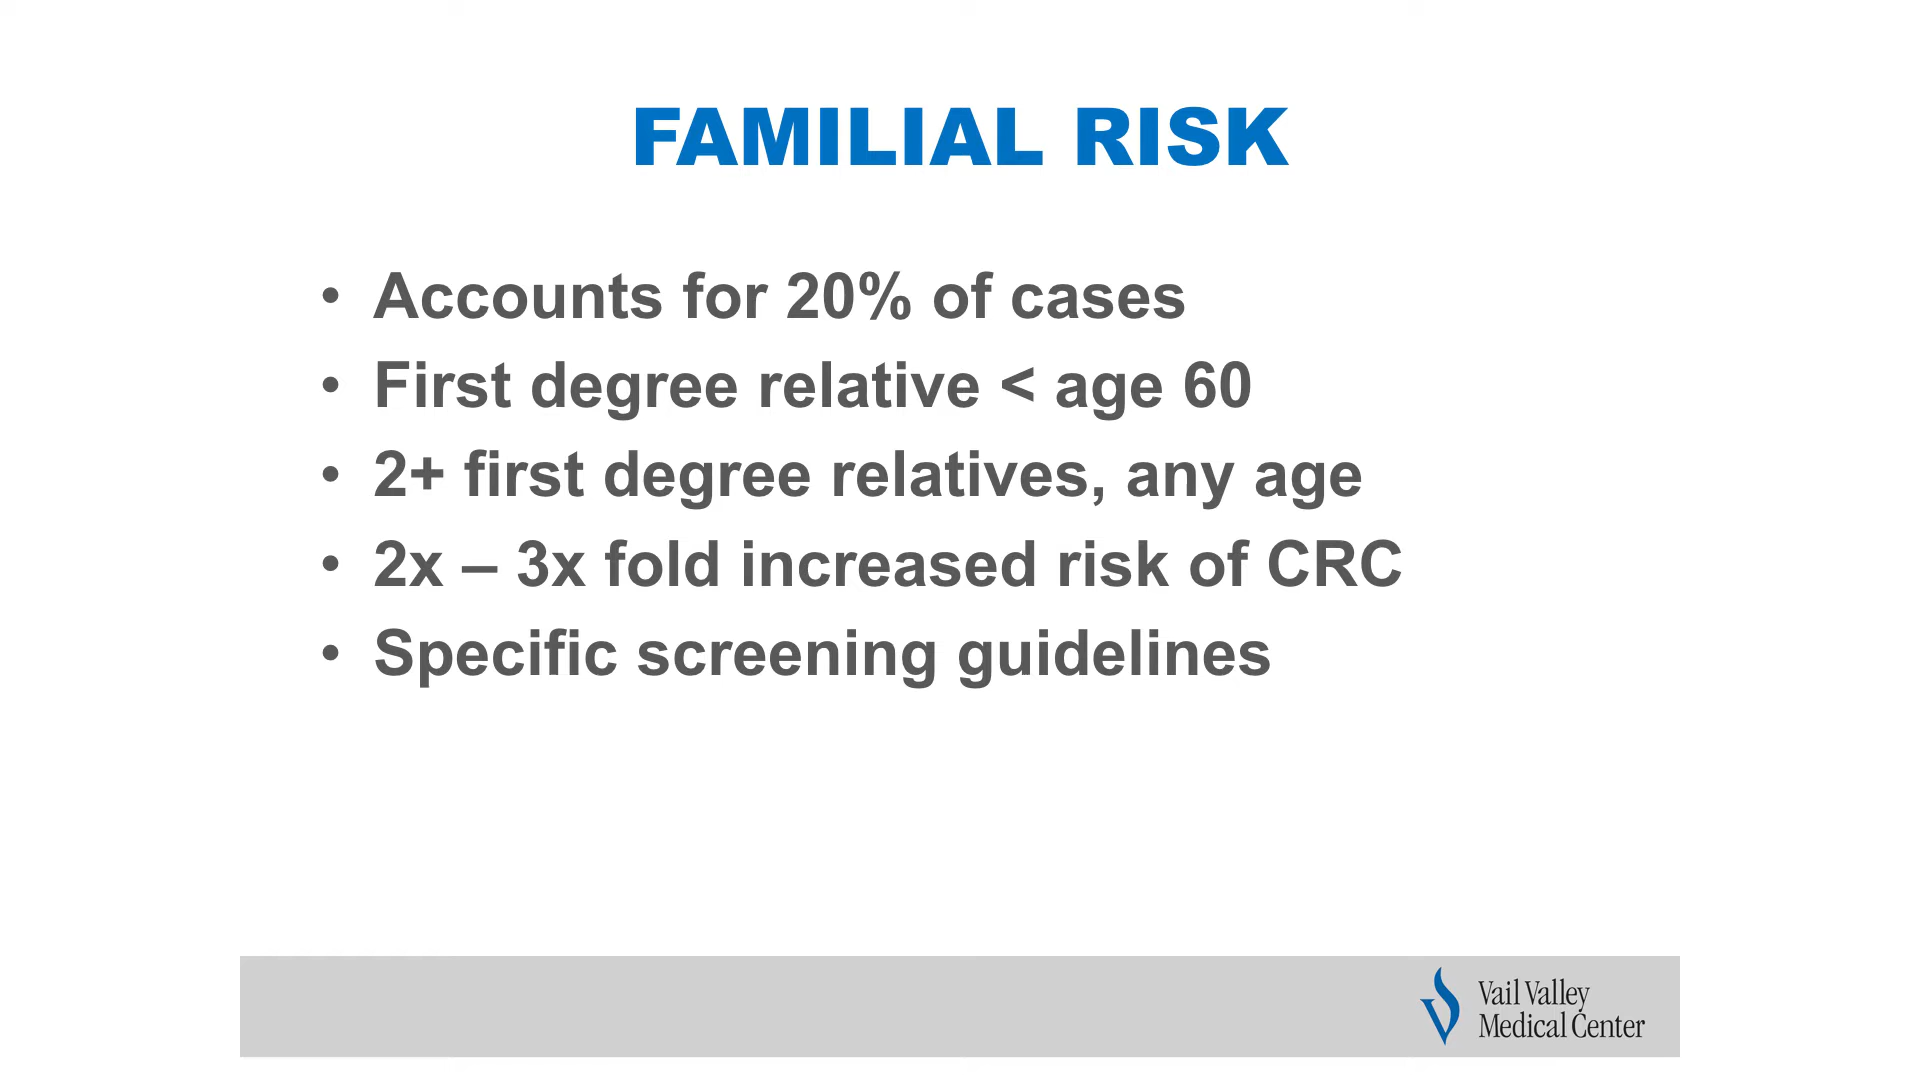 FAMILIAL RISK
• Accounts for 20% of cases
• First degree relative < age 60
• 2+ first degree relatives, any age
• 2x – 3x fold increased risk of CRC
• Specific screening guidelines
Vail Valley
Medical Center